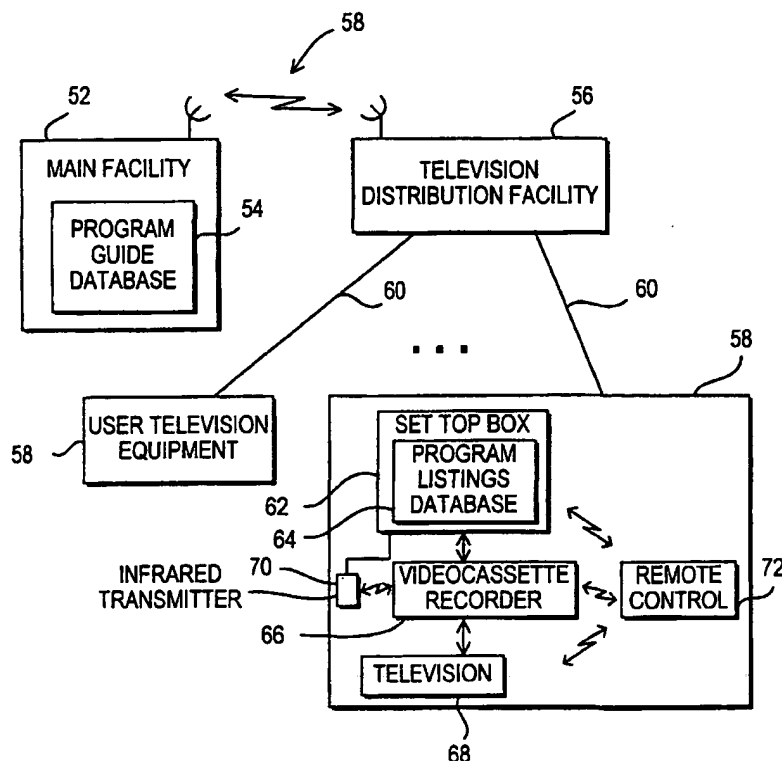 58
52
56
MAIN FACILITY
PROGRAM
GUIDE
DATABASE
54
TELEVISION
DISTRIBUTION FACILITY
60
60
58
USER TELEVISION
EQUIPMENT
58
SET TOP BOX
PROGRAM
LISTINGS
DATABASE
62
64
70
INFRARED
TRANSMITTER
VIDEOCASSETTE
RECORDER
66
REMOTE
CONTROL
72
TELEVISION
68